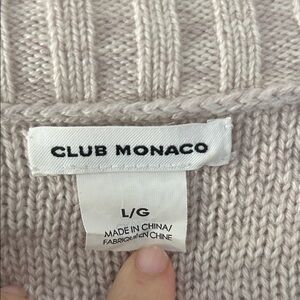 CLUB MONACO
L/G
MADE IN CHINA/
FABRIQUÉ EN CHINE